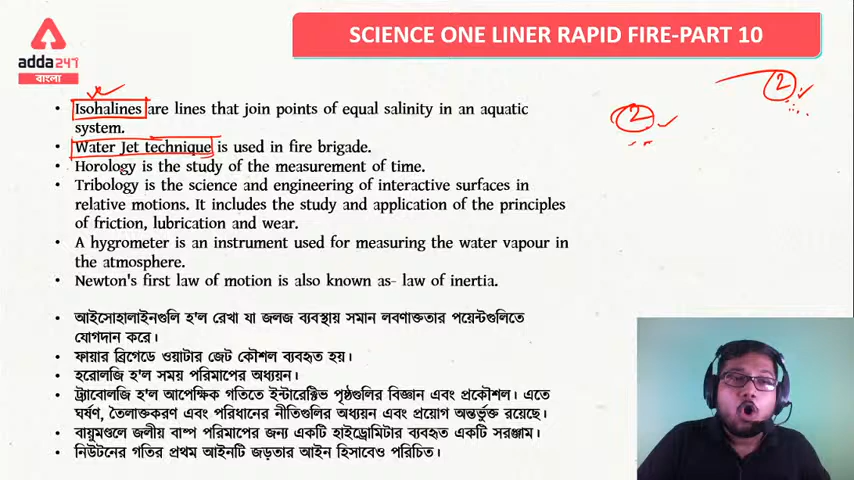 SCIENCE ONE LINER RAPID FIRE-PART 10
adda247
বাংলা
2
2
• Isohalines are lines that join points of equal salinity in an aquatic
system.
• Water Jet technique is used in fire brigade.
• Horology is the study of the measurement of time.
• Tribology is the science and engineering of interactive surfaces in
relative motions. It includes the study and application of the principles
of friction, lubrication and wear.
• A hygrometer is an instrument used for measuring the water vapour in
the atmosphere.
• Newton's first law of motion is also known as- law of inertia.
• আইসোহালাইনগুলি হ'ল রেখা যা জলজ ব্যবস্থায় সমান লবণাক্ততার পয়েন্টগুলিতে
যোগদান করে।
• ফায়ার ব্রিগেডে ওয়াটার জেট কৌশল ব্যবহৃত হয়।
• হরোলজি হ'ল সময় পরিমাপের অধ্যয়ন।
• ট্র্যাবোলজি হ'ল আপেক্ষিক গতিতে ইন্টারেক্টিভ পৃষ্ঠগুলির বিজ্ঞান এবং প্রকৌশল। এতে
ঘর্ষণ, তৈলাক্তকরণ এবং পরিধানের নীতিগুলির অধ্যয়ন এবং প্রয়োগ অন্তর্ভুক্ত রয়েছে।
• বায়ুমণ্ডলে জলীয় বাষ্প পরিমাপের জন্য একটি হাইড্রোমিটার ব্যবহৃত একটি সরঞ্জাম।
• নিউটনের গতির প্রথম আইনটি জড়তার আইন হিসাবেও পরিচিত।